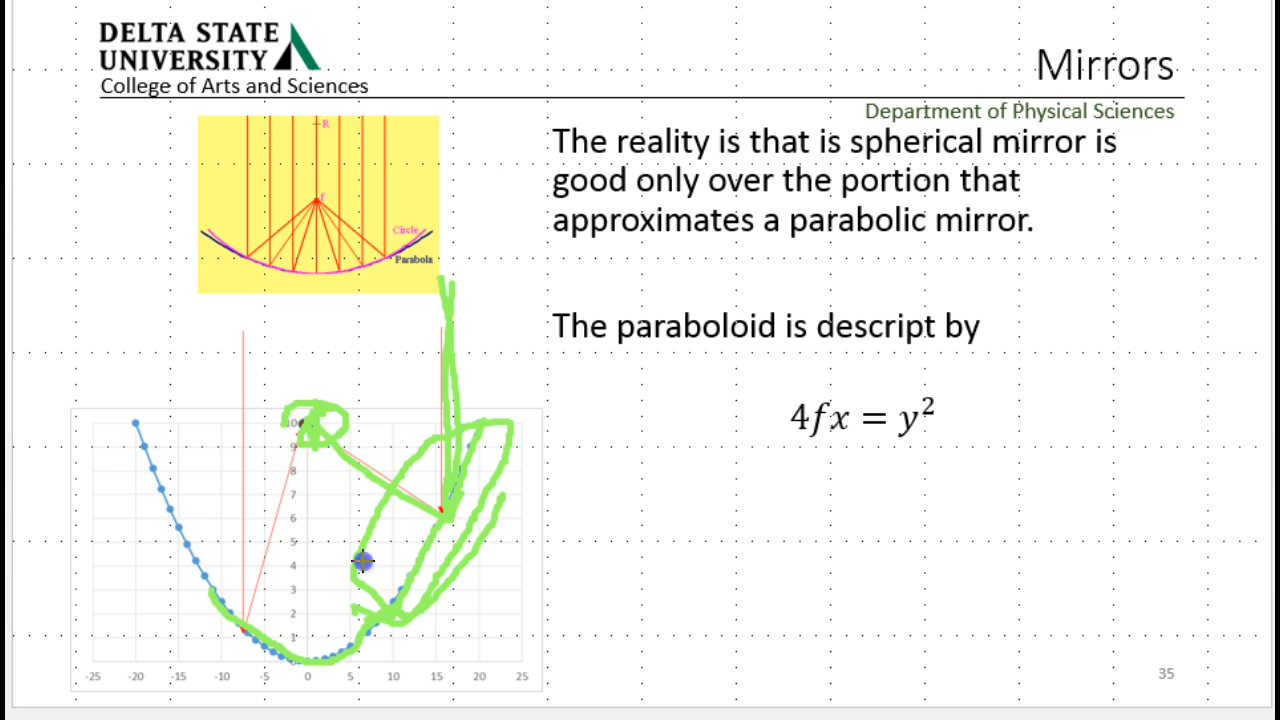 DELTA STATE
UNIVERSITY
College of Arts and Sciences
Mirrors
Department of Physical Sciences
R
f
Circle
Parabola
The reality is that is spherical mirror is
good only over the portion that
approximates a parabolic mirror.
The paraboloid is descript by
4fx = y²
10
9
8
7
6
5
4
3
2
1
-25 -20 -15 -10 -5 0 5 10 15 20 25
35